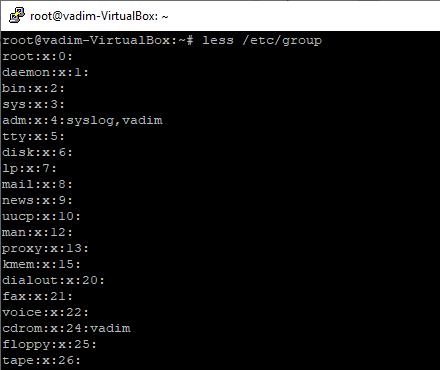 root@vadim-VirtualBox: ~
root@vadim-VirtualBox:~# less /etc/group
root:x:0:
daemon:x:1:
bin:x:2:
sys:x:3:
adm:x:4:syslog,vadim
tty:x:5:
disk:x:6:
lp:x:7:
mail:x:8:
news:x:9:
uucp:x:10:
man:x:12:
proxy:x:13:
kmem:x:15:
dialout:x:20:
fax:x:21:
voice:x:22:
cdrom:x:24:vadim
floppy:x:25:
tape:x:26: